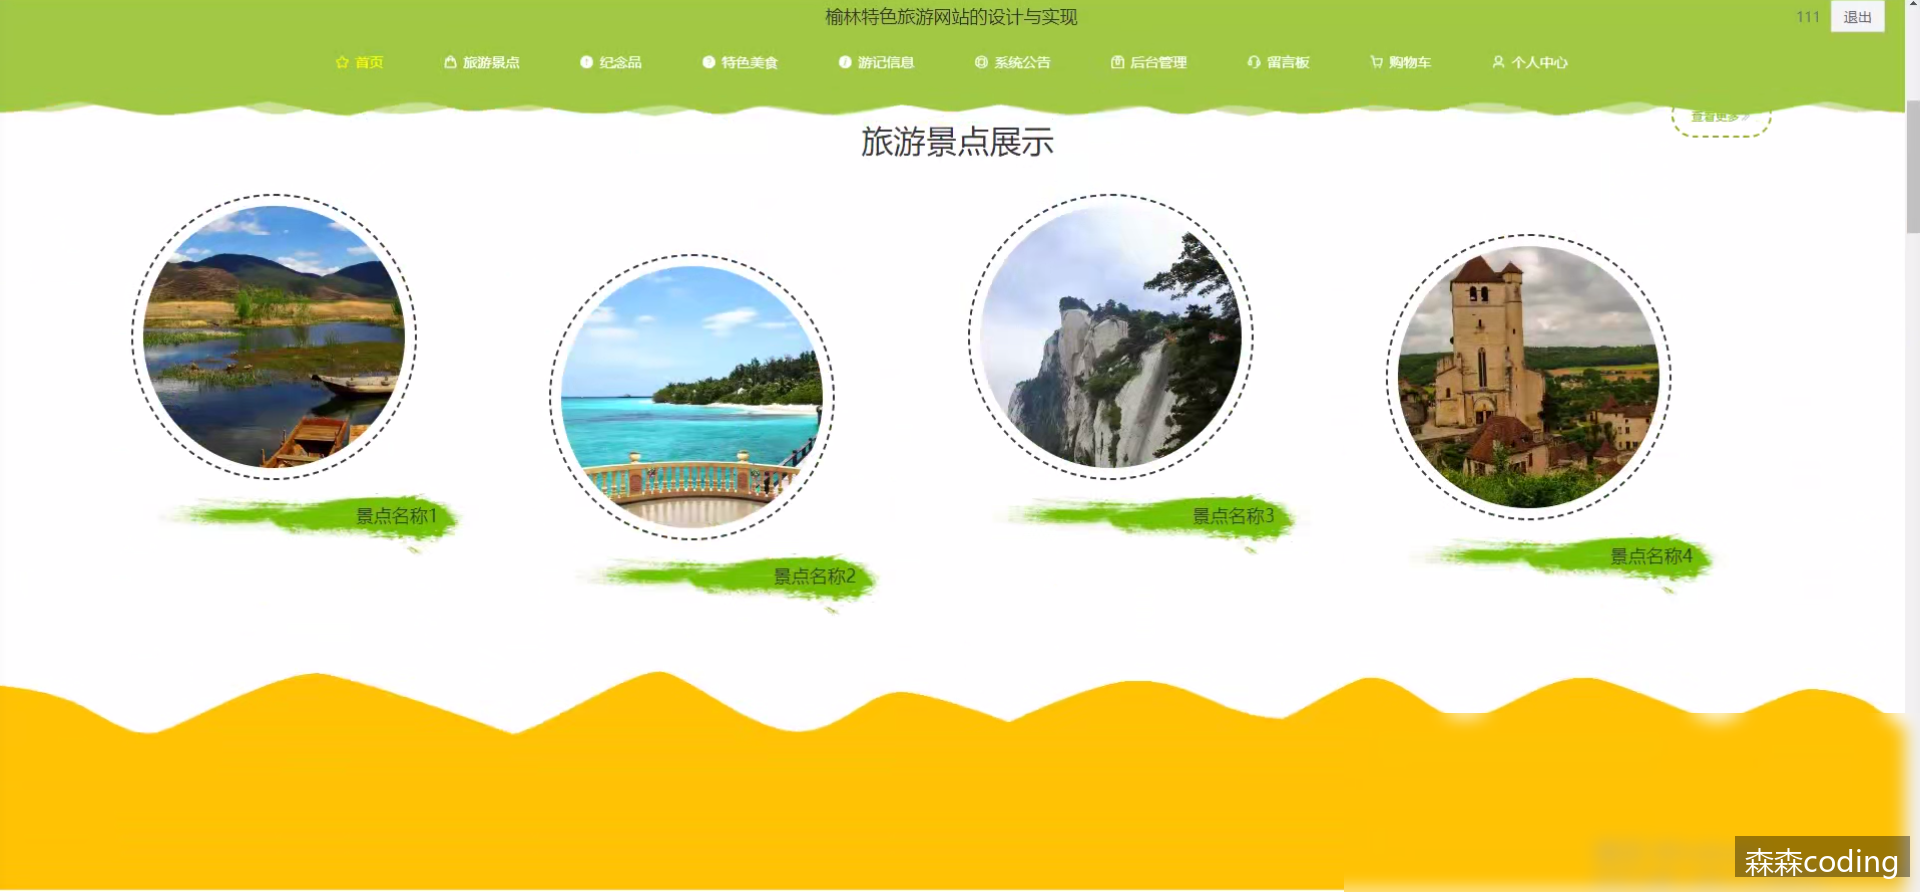 榆林特色旅游网站的设计与实现
111 退出
首页 旅游景点 纪念品 特色美食 游记信息 系统公告 后台管理 留言板 购物车 个人中心
查看更多
旅游景点展示
景点名称1
景点名称2
景点名称3
景点名称4
森森coding